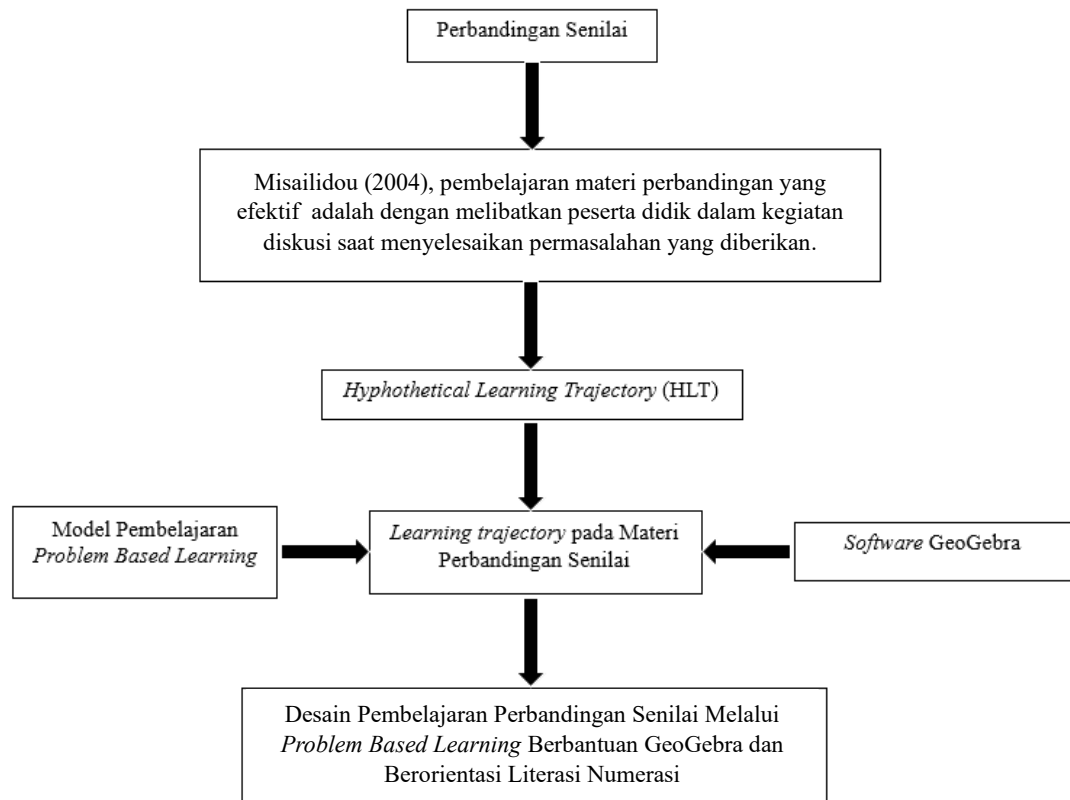 Perbandingan Senilai
Misailidou (2004), pembelajaran materi perbandingan yang
efektif adalah dengan melibatkan peserta didik dalam kegiatan
diskusi saat menyelesaikan permasalahan yang diberikan.
Hyphothetical Learning Trajectory (HLT)
Model Pembelajaran
Problem Based Learning
Learning trajectory pada Materi
Perbandingan Senilai
Software GeoGebra
Desain Pembelajaran Perbandingan Senilai Melalui
Problem Based Learning Berbantuan GeoGebra dan
Berorientasi Literasi Numerasi